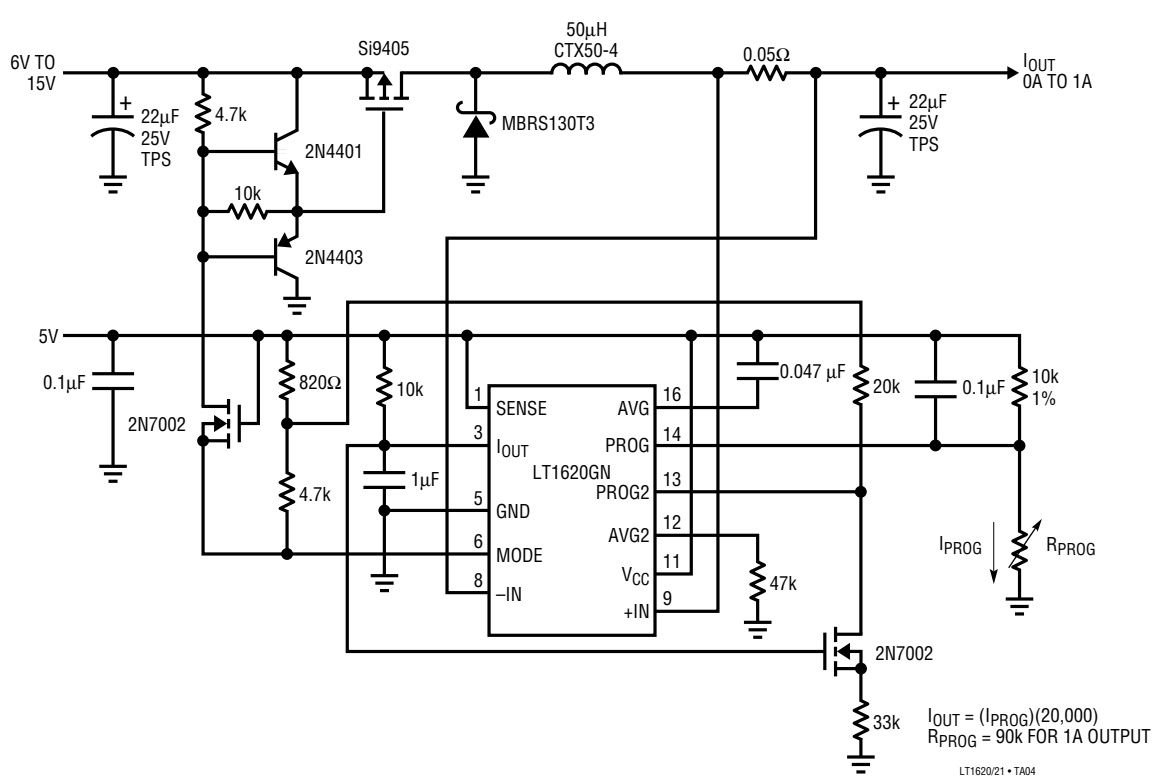 6V TO
15V
22µF
25V
TPS
4.7k
2N4401
10k
2N4403
Si9405
50µH
CTX50-4
MBRS130T3
0.05Ω
22µF
25V
TPS
IOUT
0A TO 1A
5V
0.1µF
2N7002
820Ω
4.7k
10k
1µF
1
SENSE
3
IOUT
5
GND
6
MODE
8
–IN
LT1620GN
16
AVG
14
PROG
13
PROG2
12
AVG2
11
VCC
9
+IN
0.047 µF
20k
0.1µF
10k
1%
47k
IPROG
RPROG
2N7002
33k
IOUT = (IPROG)(20,000)
RPROG = 90k FOR 1A OUTPUT
LT1620/21 • TA04